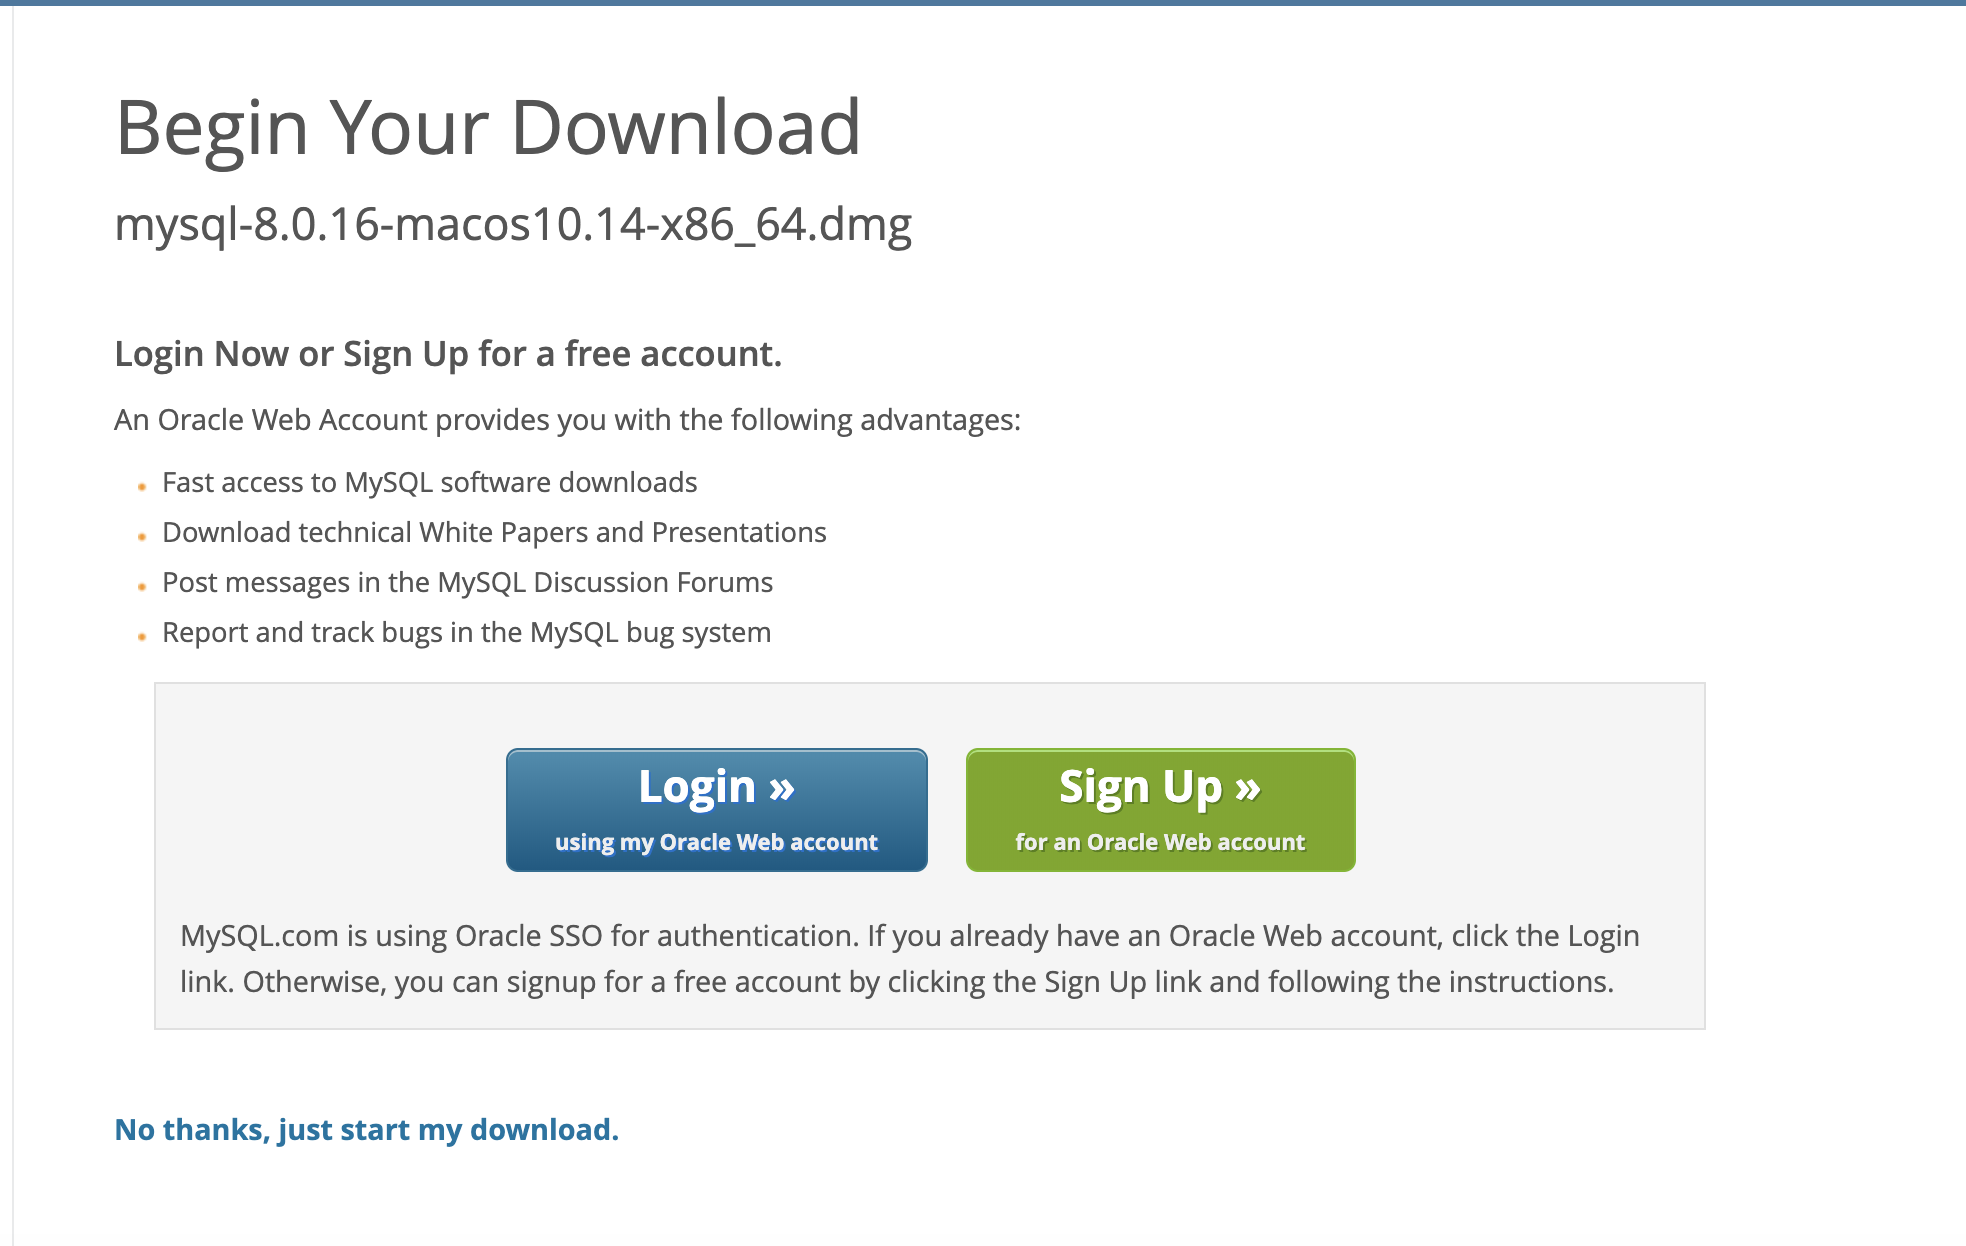 Begin Your Download
mysql-8.0.16-macos10.14-x86_64.dmg
Login Now or Sign Up for a free account.
An Oracle Web Account provides you with the following advantages:
Fast access to MySQL software downloads
Download technical White Papers and Presentations
Post messages in the MySQL Discussion Forums
Report and track bugs in the MySQL bug system
Login »
using my Oracle Web account
Sign Up »
for an Oracle Web account
MySQL.com is using Oracle SSO for authentication. If you already have an Oracle Web account, click the Login
link. Otherwise, you can signup for a free account by clicking the Sign Up link and following the instructions.
No thanks, just start my download.